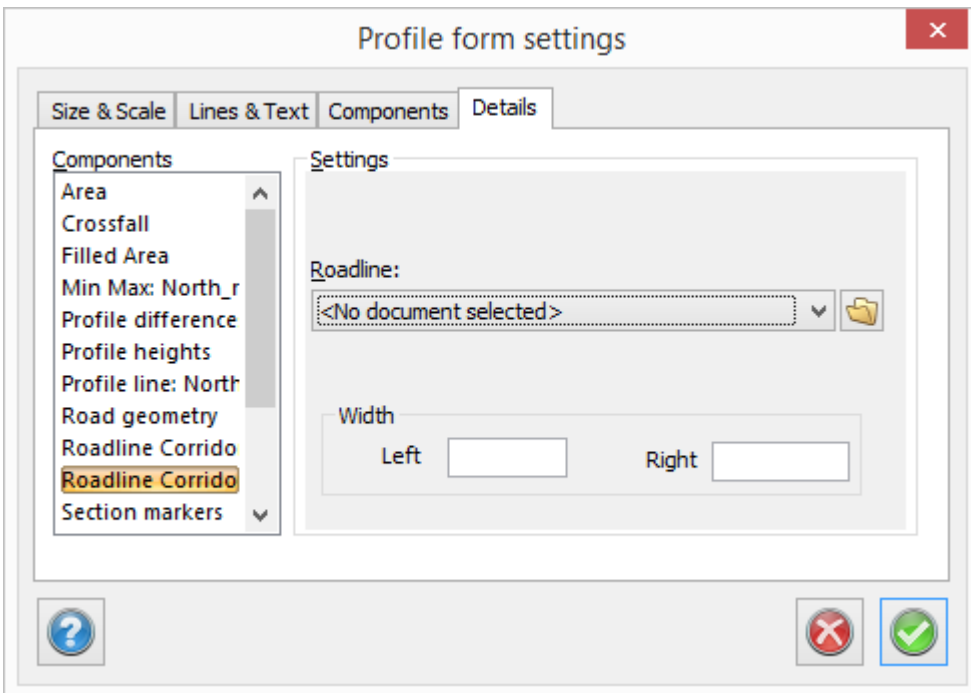 Profile form settings
Size & Scale
Lines & Text
Components
Details
Components
Area
Crossfall
Filled Area
Min Max: North_r
Profile difference
Profile heights
Profile line: North
Road geometry
Roadline Corrido
Roadline Corrido
Section markers
Settings
Roadline:
<No document selected>
Width
Left
Right